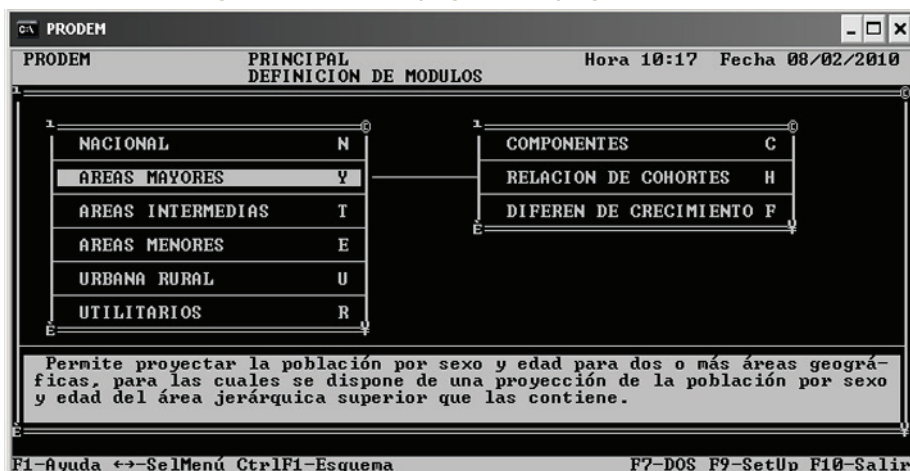 PRODEM
PRODEM PRINCIPAL Hora 10:17 Fecha 08/02/2010
DEFINICION DE MODULOS
NACIONAL N
AREAS MAYORES Y
AREAS INTERMEDIAS T
AREAS MENORES E
URBANA RURAL U
UTILITARIOS R
COMPONENTES C
RELACION DE COHORTES H
DIFEREN DE CRECIMIENTO F
Permite proyectar la población por sexo y edad para dos o más áreas geográ-
ficas, para las cuales se dispone de una proyección de la población por sexo
y edad del área jerárquica superior que las contiene.
F1-Ayuda ↔-SelMenú CtrlF1-Esquema F7-DOS F9-SetUp F10-Salir